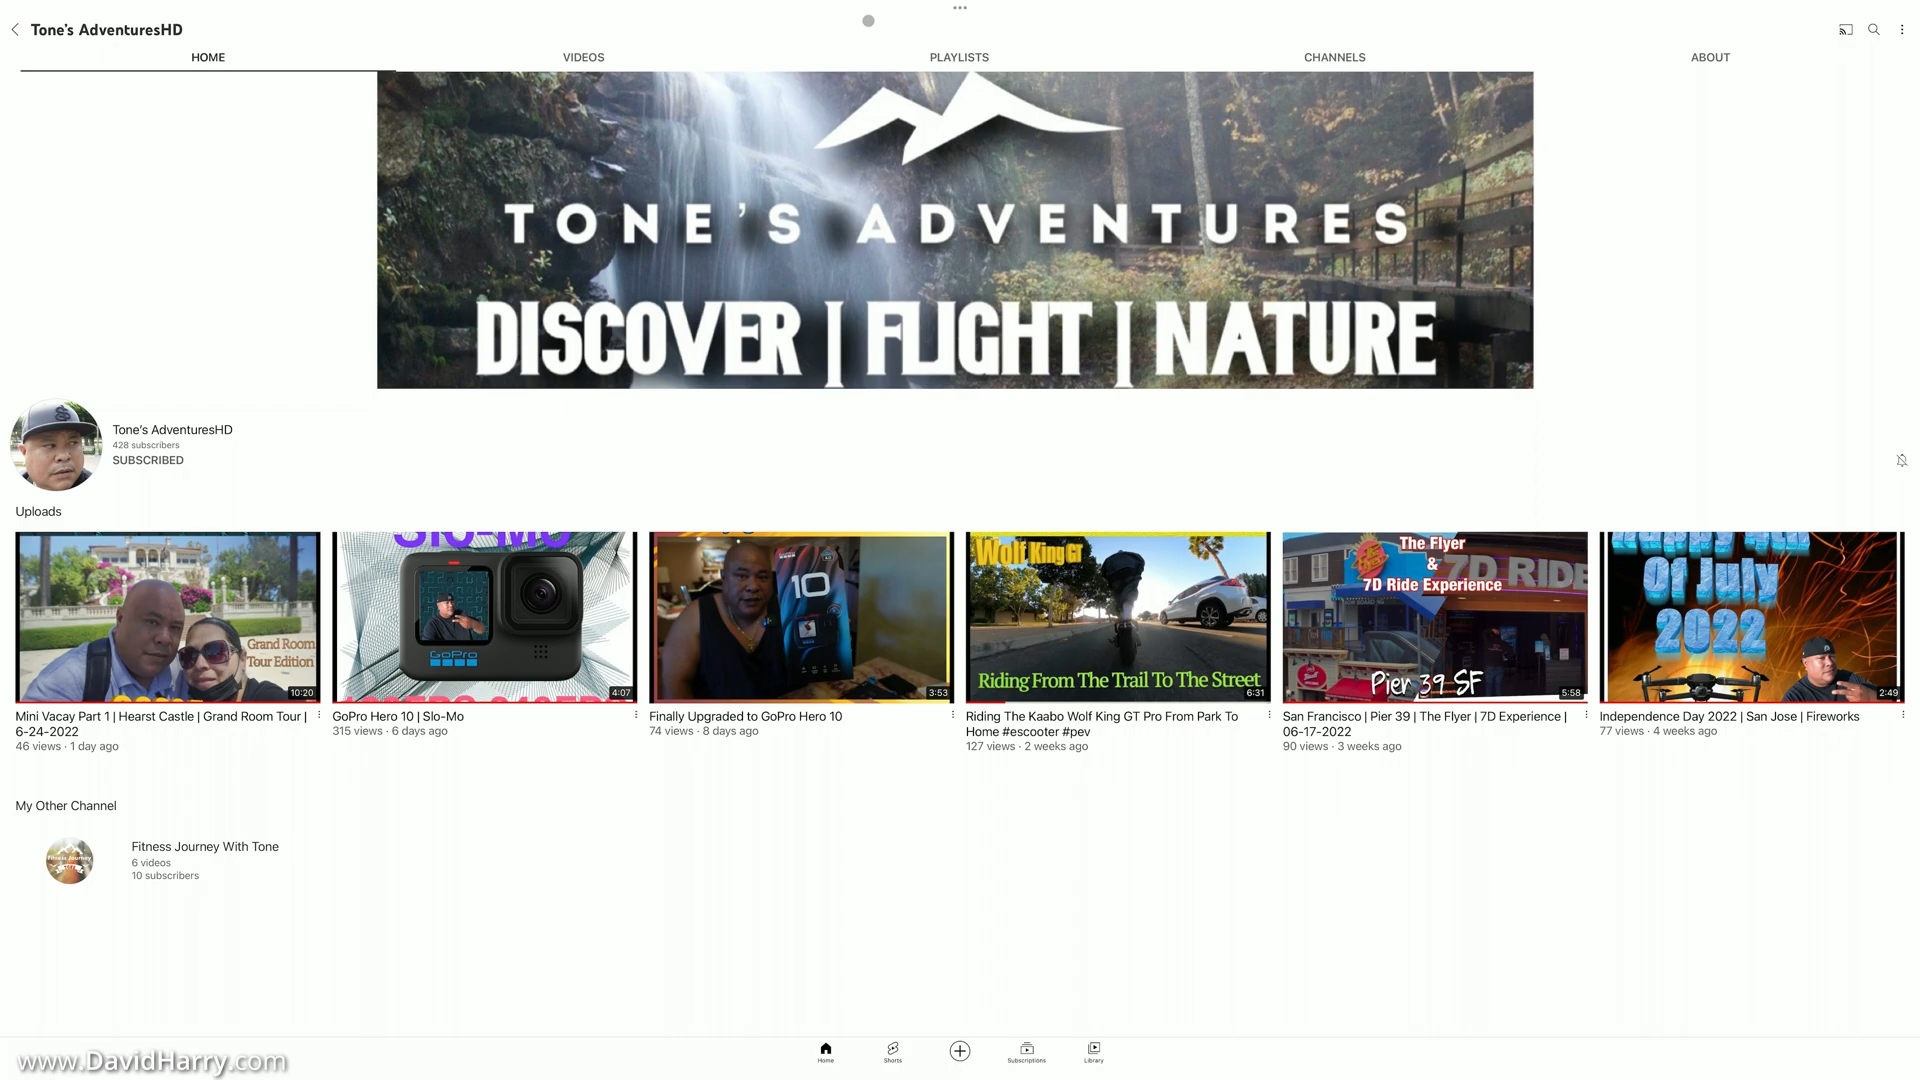 Tone's AdventuresHD
HOME
VIDEOS
PLAYLISTS
CHANNELS
ABOUT
TONE'S ADVENTURES
DISCOVER | FLIGHT | NATURE
Tone's AdventuresHD
428 subscribers
SUBSCRIBED
Uploads
Grand Room
Tour Edition
10:20
Mini Vacay Part 1 | Hearst Castle | Grand Room Tour |
6-24-2022
46 views · 1 day ago
SLO-MO
GoPro
4:07
GoPro Hero 10 | Slo-Mo
315 views · 6 days ago
10
3:53
Finally Upgraded to GoPro Hero 10
74 views · 8 days ago
Wolf King GT
Riding From The Trail To The Street
6:31
Riding The Kaabo Wolf King GT Pro From Park To
Home #escooter #pev
127 views · 2 weeks ago
The Flyer
&
7D Ride Experience
7D RIDE
Pier 39 SF
5:58
San Francisco | Pier 39 | The Flyer | 7D Experience |
06-17-2022
90 views · 3 weeks ago
Happy 4th
Of July
2022
2:49
Independence Day 2022 | San Jose | Fireworks
77 views · 4 weeks ago
My Other Channel
Fitness Journey
Fitness Journey With Tone
6 videos
10 subscribers
www.DavidHarry.com
Home
Shorts
Subscriptions
Library